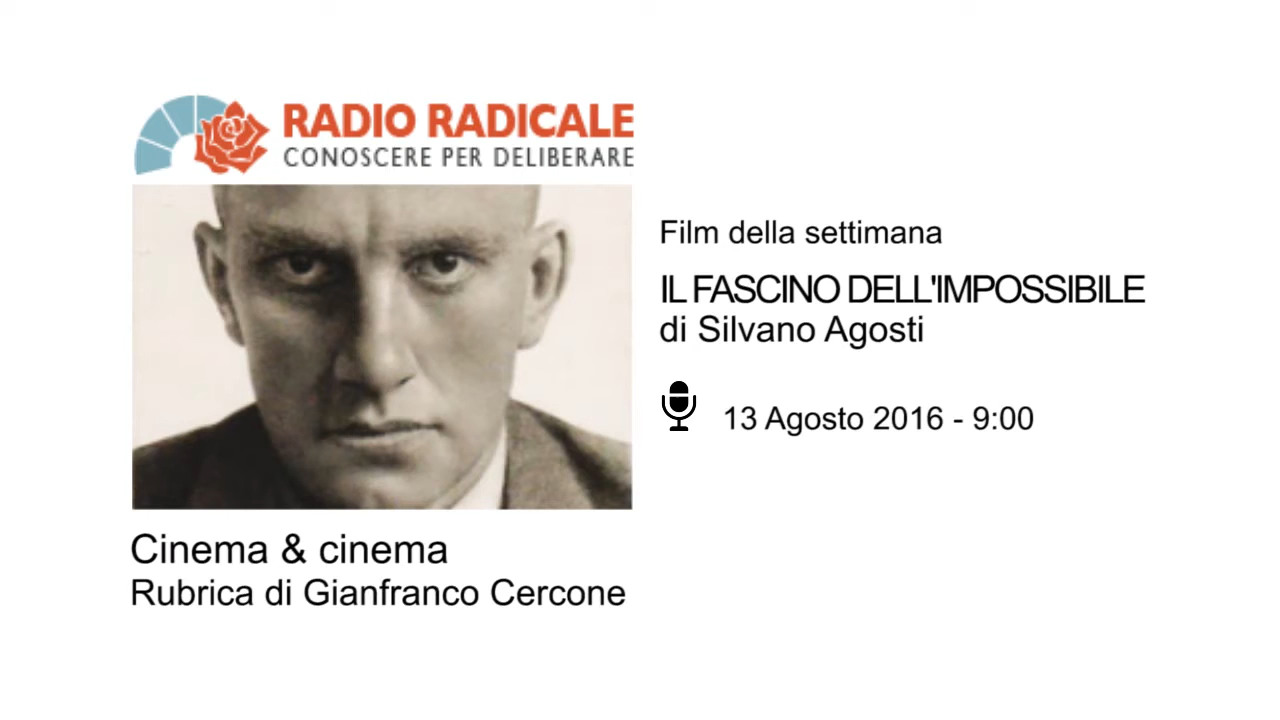 RADIO RADICALE
CONOSCERE PER DELIBERARE
Film della settimana
IL FASCINO DELL'IMPOSSIBILE
di Silvano Agosti
13 Agosto 2016 - 9:00
Cinema & cinema
Rubrica di Gianfranco Cercone